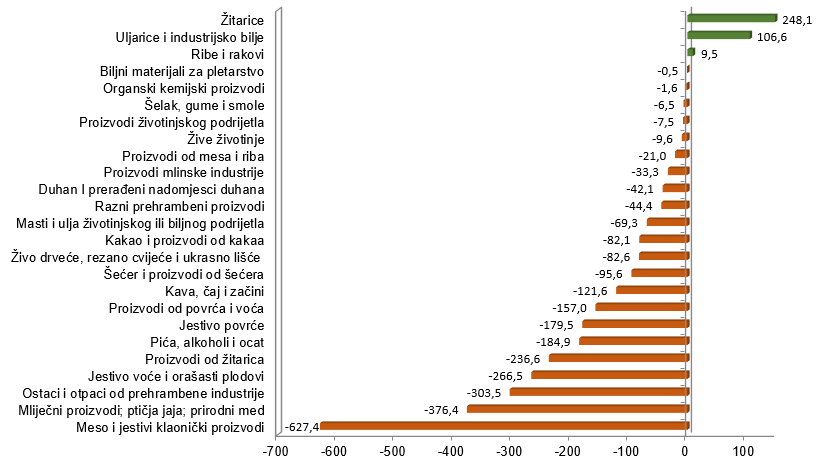 Žitarice 248,1
Uljarice i industrijsko bilje 106,6
Ribe i rakovi 9,5
Biljni materijali za pletarstvo -0,5
Organski kemijski proizvodi -1,6
Šelak, gume i smole -6,5
Proizvodi životinjskog podrijetla -7,5
Žive životinje -9,6
Proizvodi od mesa i riba -21,0
Proizvodi mlinske industrije -33,3
Duhan I prerađeni nadomjesci duhana -42,1
Razni prehrambeni proizvodi -44,4
Masti i ulja životinjskog ili biljnog podrijetla -69,3
Kakao i proizvodi od kakaa -82,1
Živo drveće, rezano cvijeće i ukrasno lišće -82,6
Šećer i proizvodi od šećera -95,6
Kava, čaj i začini -121,6
Proizvodi od povrća i voća -157,0
Jestivo povrće -179,5
Pića, alkoholi i ocat -184,9
Proizvodi od žitarica -236,6
Jestivo voće i orašasti plodovi -266,5
Ostaci i otpaci od prehrambene industrije -303,5
Mliječni proizvodi; ptičja jaja; prirodni med -376,4
Meso i jestivi klaonički proizvodi -627,4
-700 -600 -500 -400 -300 -200 -100 0 100